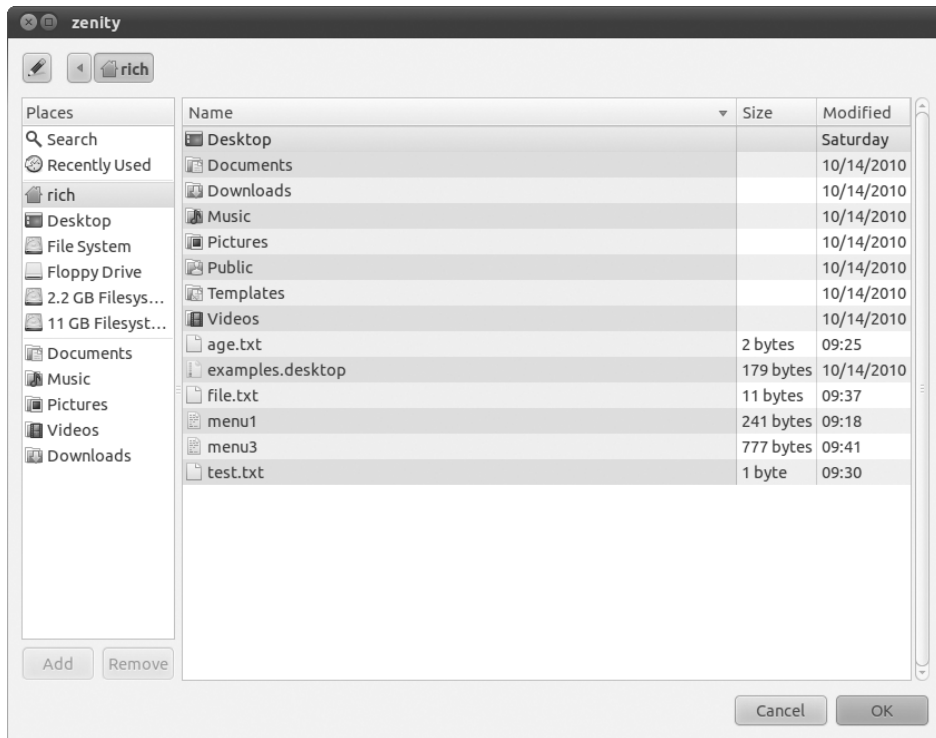 zenity
rich
Places
Search
Recently Used
rich
Desktop
File System
Floppy Drive
2.2 GB Filesys...
11 GB Filesyst...
Documents
Music
Pictures
Videos
Downloads
Add Remove
Name Size Modified
Desktop Saturday
Documents 10/14/2010
Downloads 10/14/2010
Music 10/14/2010
Pictures 10/14/2010
Public 10/14/2010
Templates 10/14/2010
Videos 10/14/2010
age.txt 2 bytes 09:25
examples.desktop 179 bytes 10/14/2010
file.txt 11 bytes 09:37
menu1 241 bytes 09:18
menu3 777 bytes 09:41
test.txt 1 byte 09:30
Cancel OK